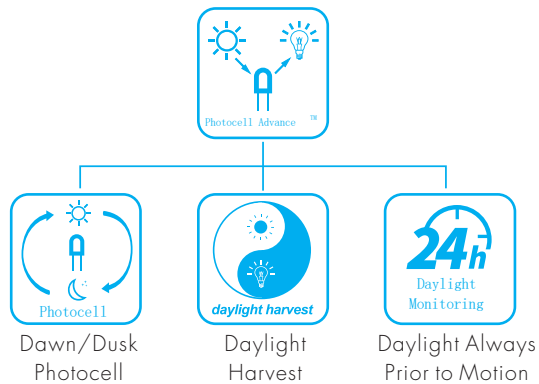 Photocell Advance ™
Photocell
daylight harvest
24h
Daylight
Monitoring
Dawn/Dusk
Photocell
Daylight
Harvest
Daylight Always
Prior to Motion